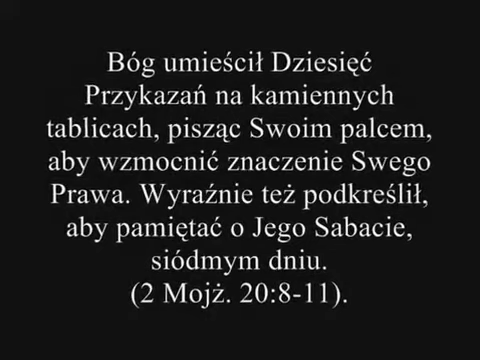 Bóg umieścił Dziesięć
Przykazań na kamiennych
tablicach, pisząc Swoim palcem,
aby wzmocnić znaczenie Swego
Prawa. Wyraźnie też podkreślił,
aby pamiętać o Jego Sabacie,
siódmym dniu.
(2 Mojż. 20:8-11).